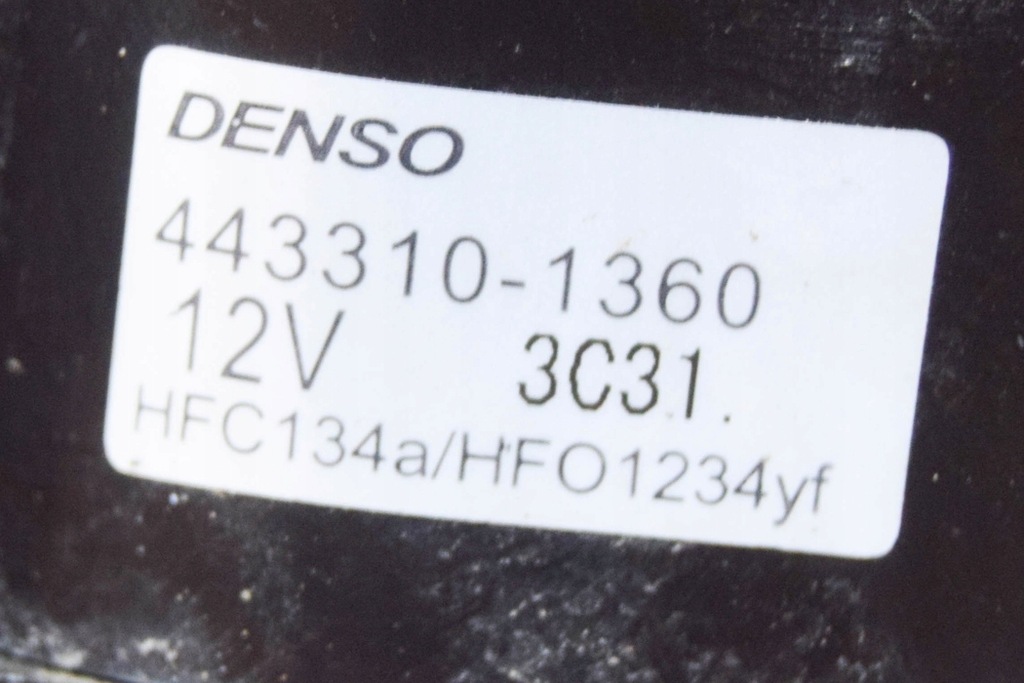 DENSO
443310-1360
12V 3C31.
HFC134a/HFO1234yf